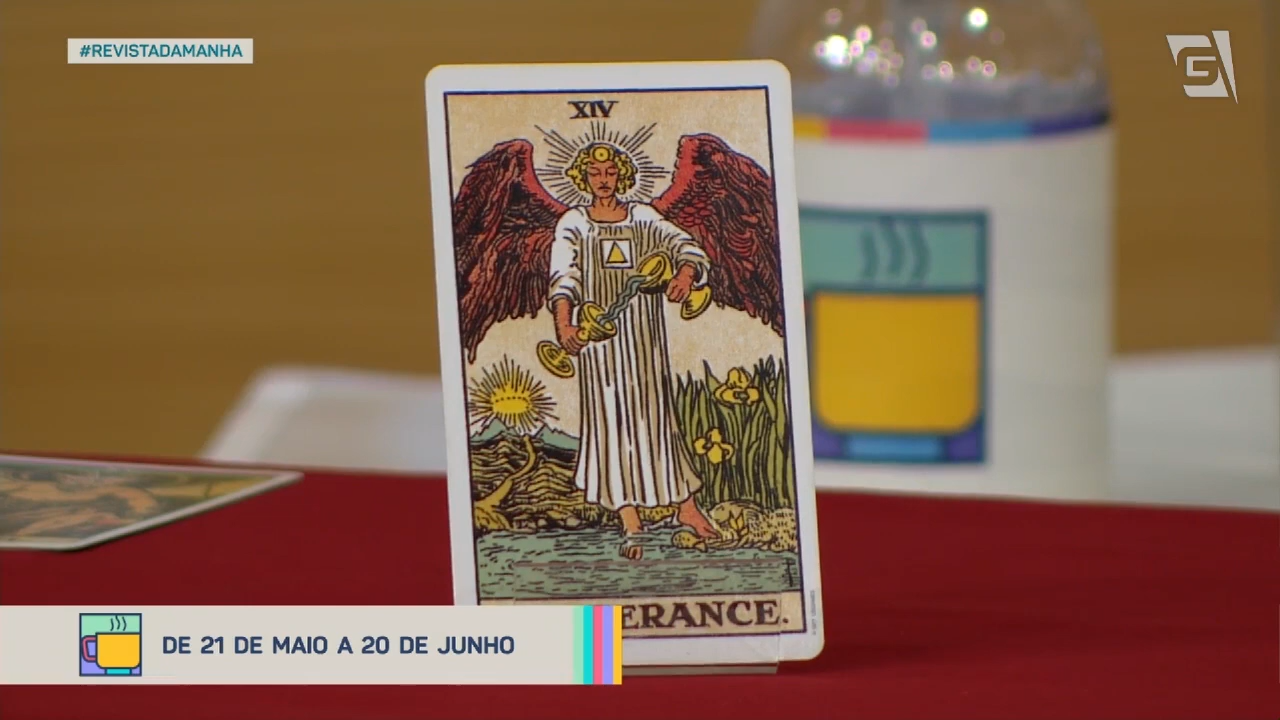 #REVISTADAMANHA
XIV
ERANCE.
DE 21 DE MAIO A 20 DE JUNHO